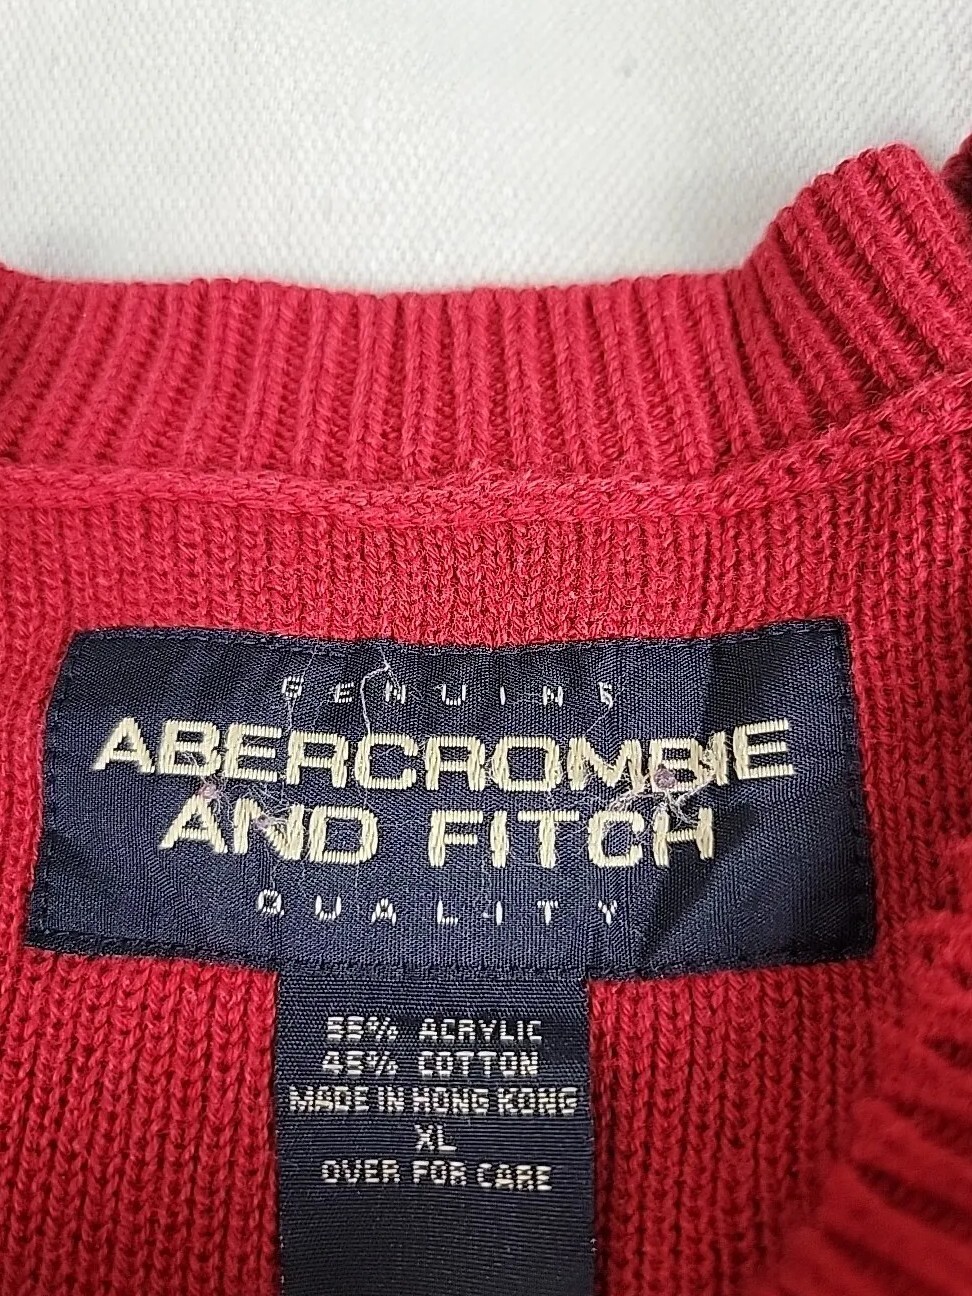 GENUINE
ABERCROMBIE
AND FITCH
QUALITY
55% ACRYLIC
45% COTTON
MADE IN HONG KONG
XL
OVER FOR CARE